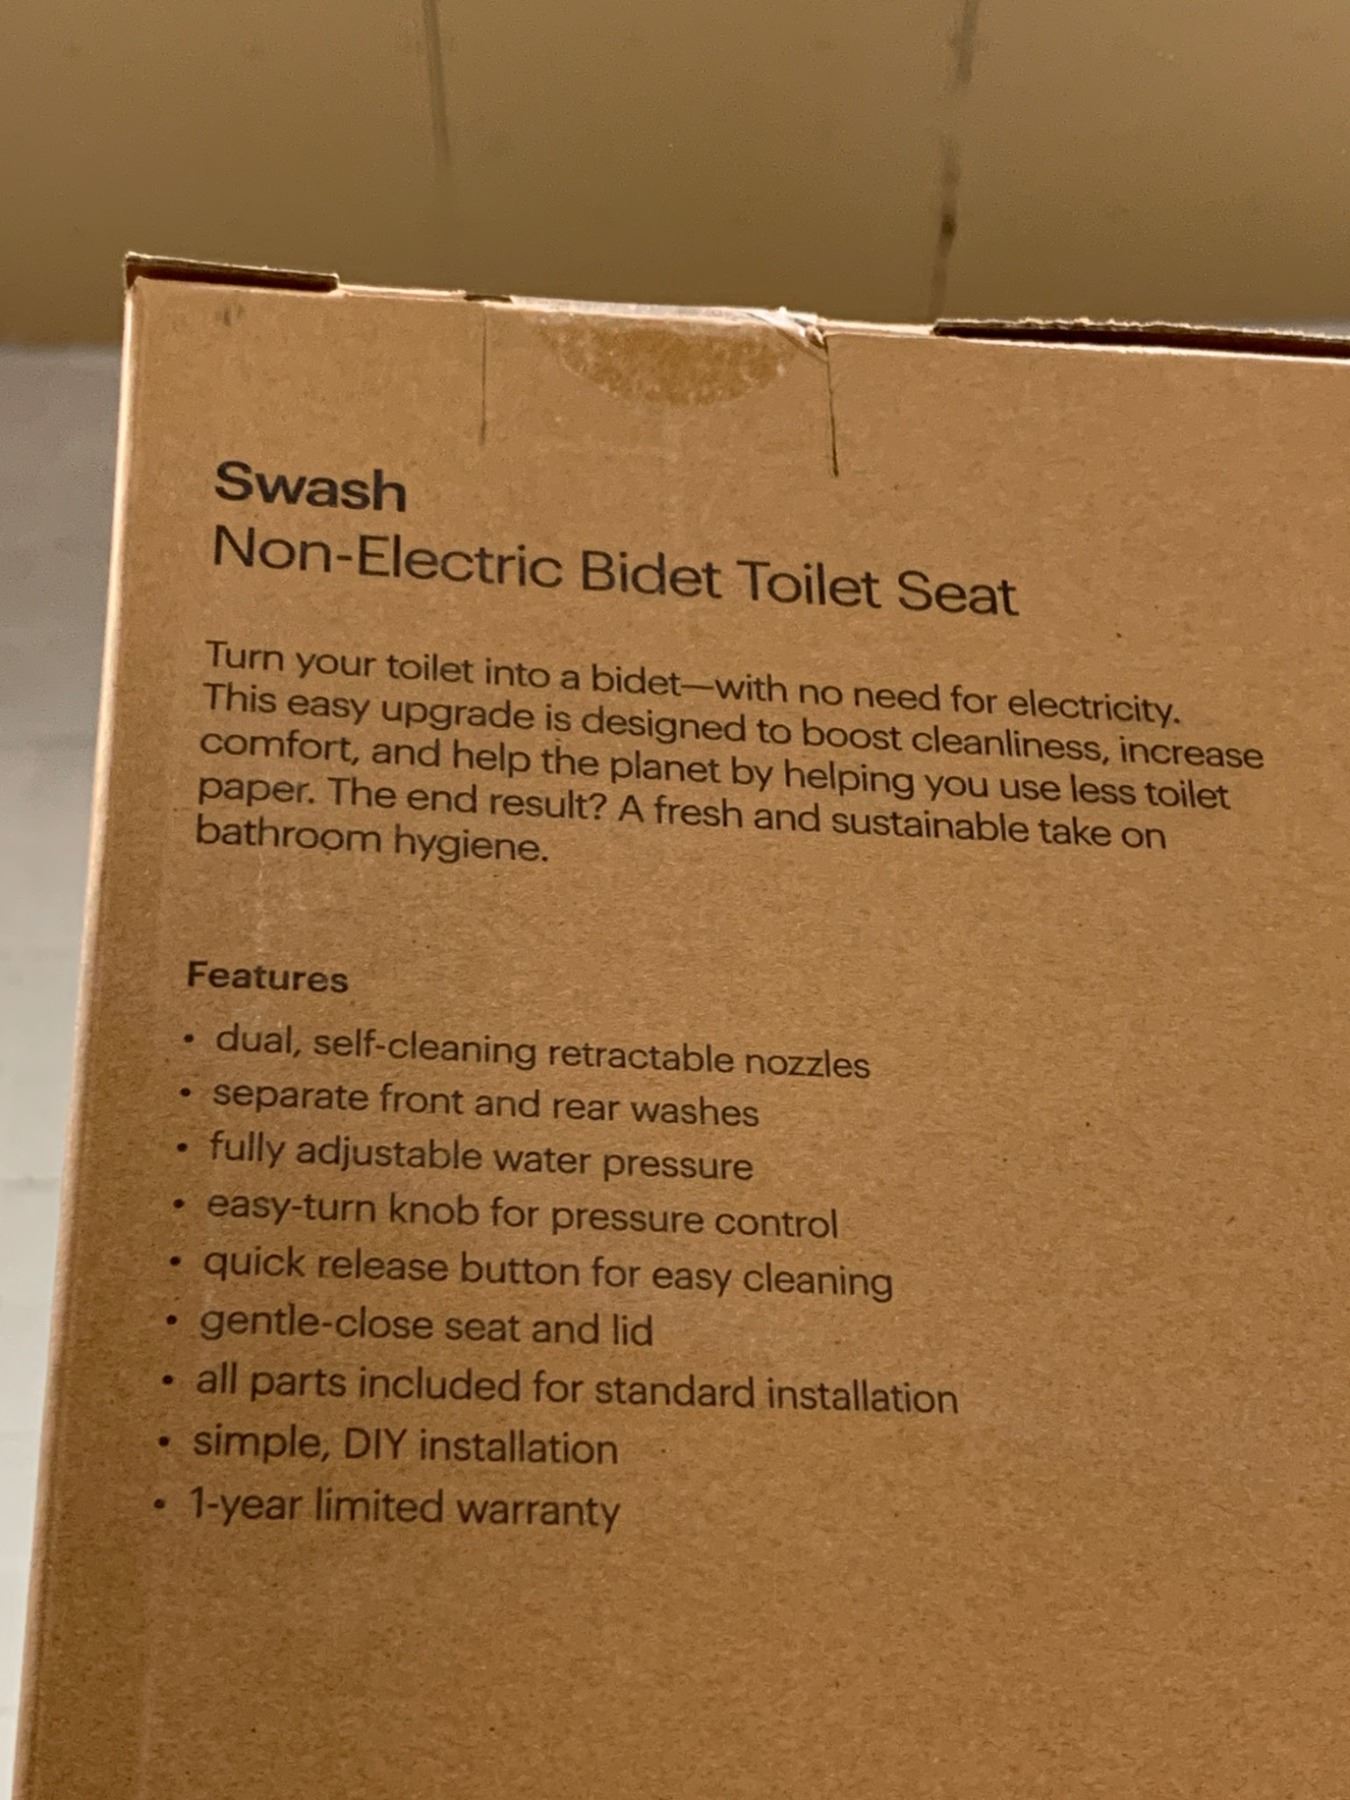 Swash
Non-Electric Bidet Toilet Seat
Turn your toilet into a bidet—with no need for electricity.
This easy upgrade is designed to boost cleanliness, increase
comfort, and help the planet by helping you use less toilet
paper. The end result? A fresh and sustainable take on
bathroom hygiene.
Features
• dual, self-cleaning retractable nozzles
• separate front and rear washes
• fully adjustable water pressure
• easy-turn knob for pressure control
• quick release button for easy cleaning
• gentle-close seat and lid
• all parts included for standard installation
• simple, DIY installation
• 1-year limited warranty